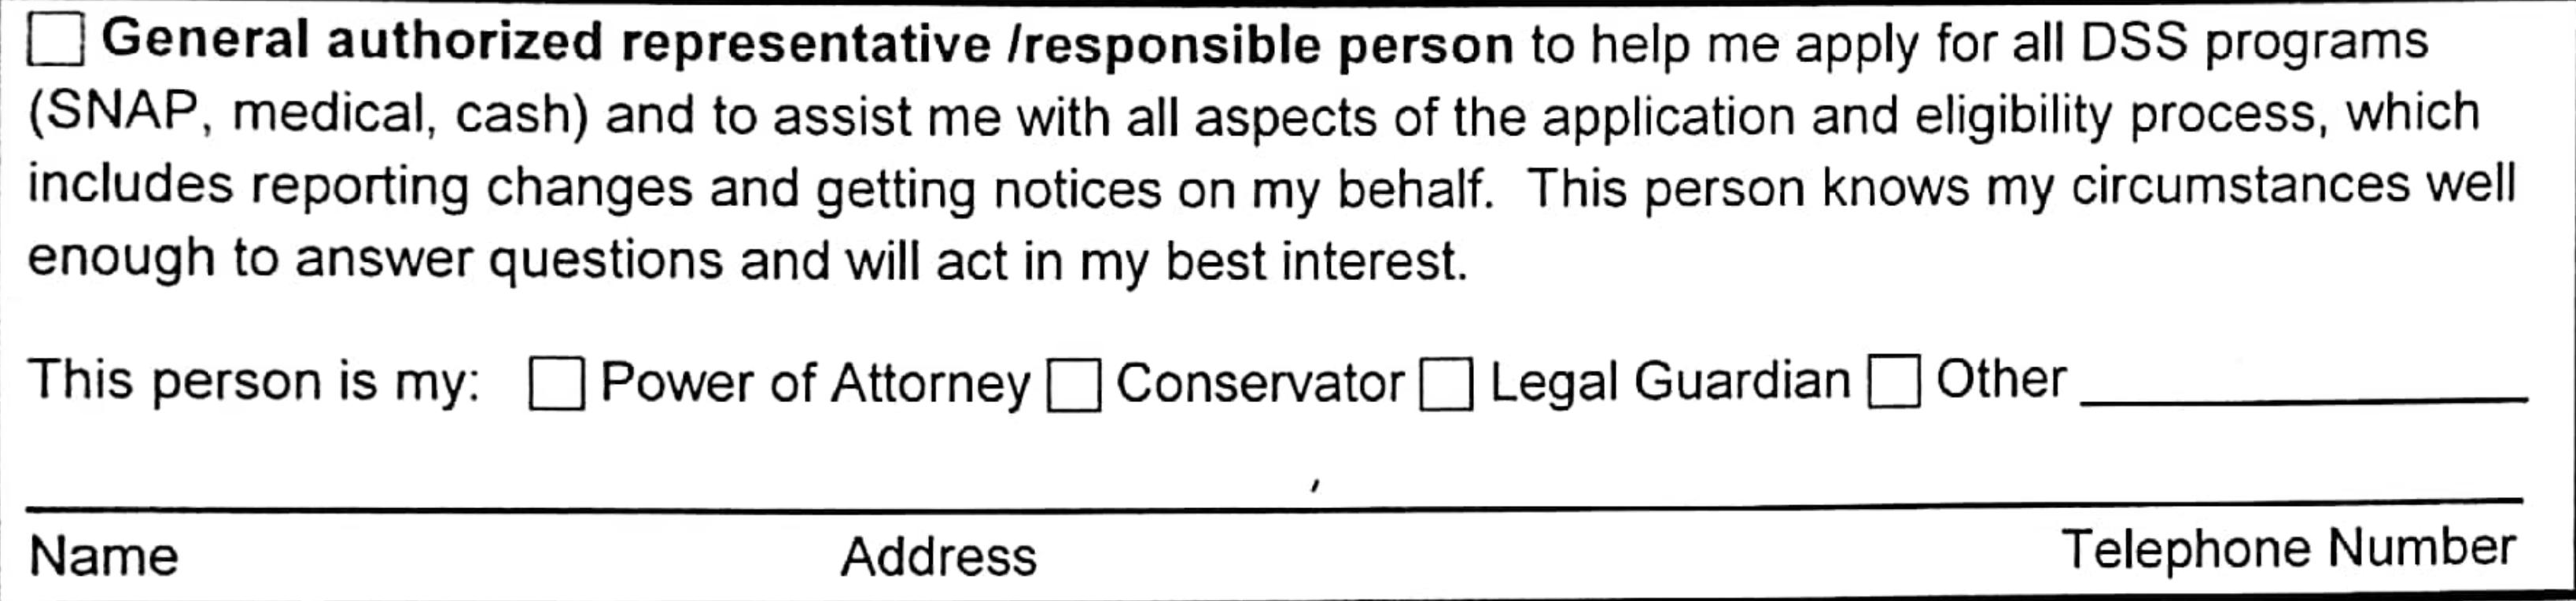 ☐ General authorized representative /responsible person to help me apply for all DSS programs
(SNAP, medical, cash) and to assist me with all aspects of the application and eligibility process, which
includes reporting changes and getting notices on my behalf.  This person knows my circumstances well
enough to answer questions and will act in my best interest.
This person is my: ☐ Power of Attorney ☐ Conservator ☐ Legal Guardian ☐ Other ____________
Name Address Telephone Number